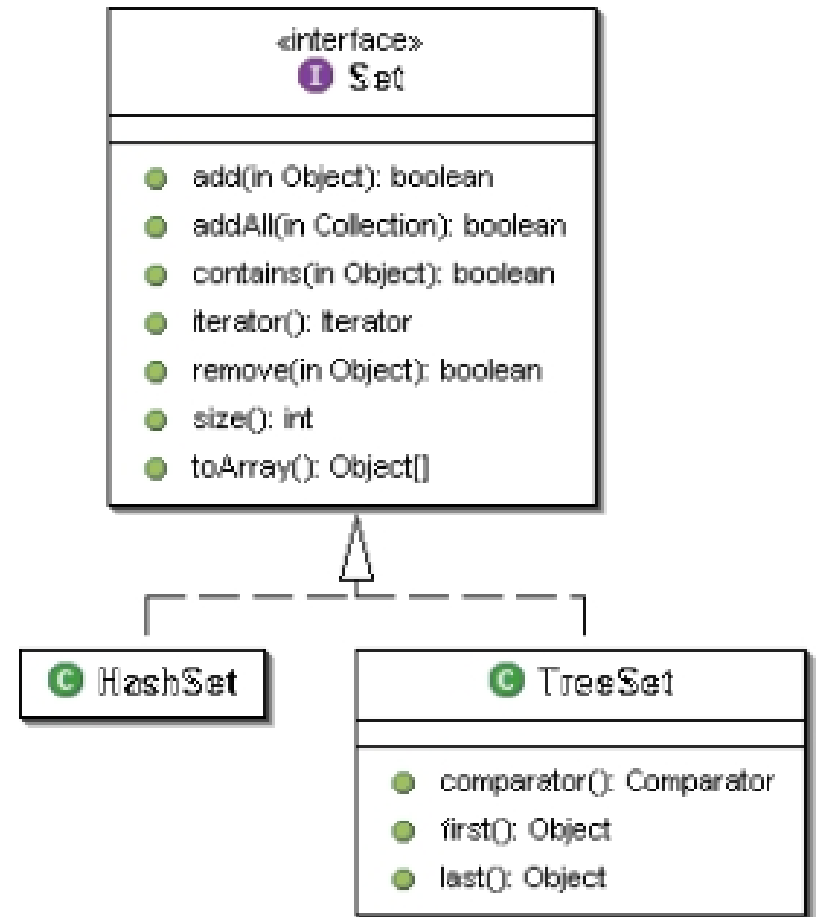 «interface»
I Set
add(in Object): boolean
addAll(in Collection): boolean
contains(in Object): boolean
iterator(): Iterator
remove(in Object): boolean
size(): int
toArray(): Object[]
C HashSet
C TreeSet
comparator(): Comparator
first(): Object
last(): Object